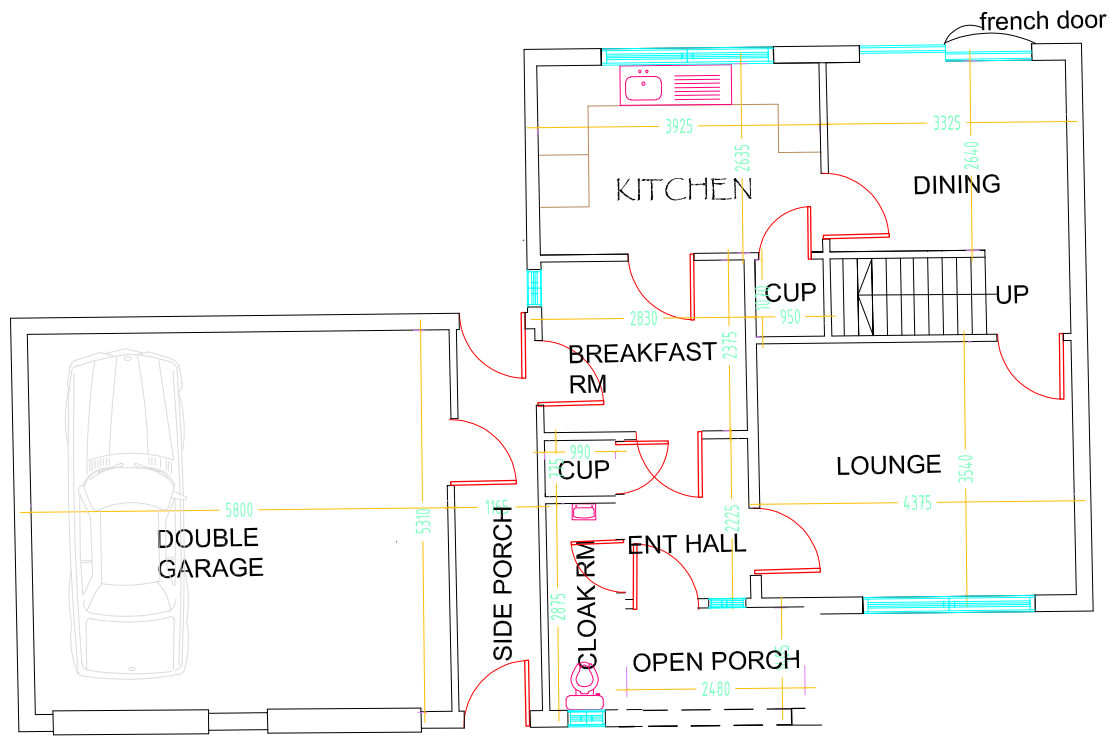 french door
3925
3325
2635
2640
KITCHEN
DINING
CUP
UP
2830
950
2375
BREAKFAST
RM
990
CUP
775
LOUNGE
3540
4375
5800
5310
1165
2225
DOUBLE
GARAGE
SIDE PORCH
CLOAK RM
ENT HALL
2875
OPEN PORCH
2480